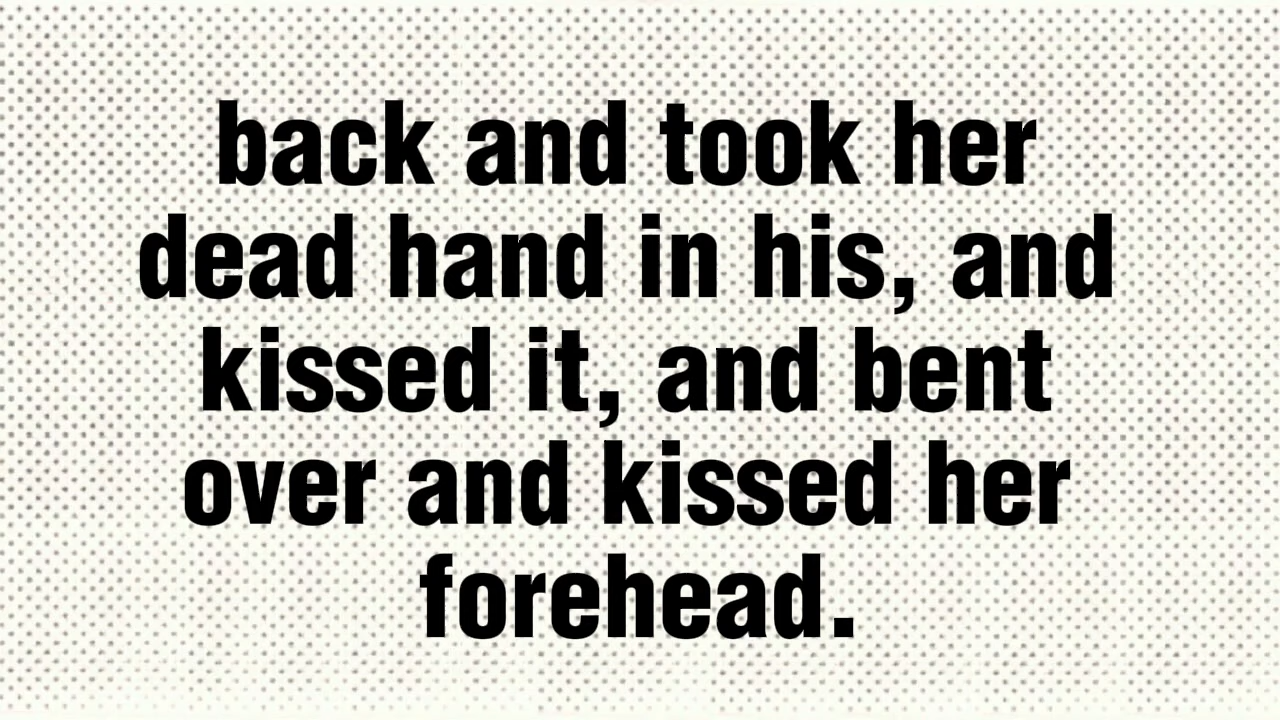 back and took her
dead hand in his, and
kissed it, and bent
over and kissed her
forehead.